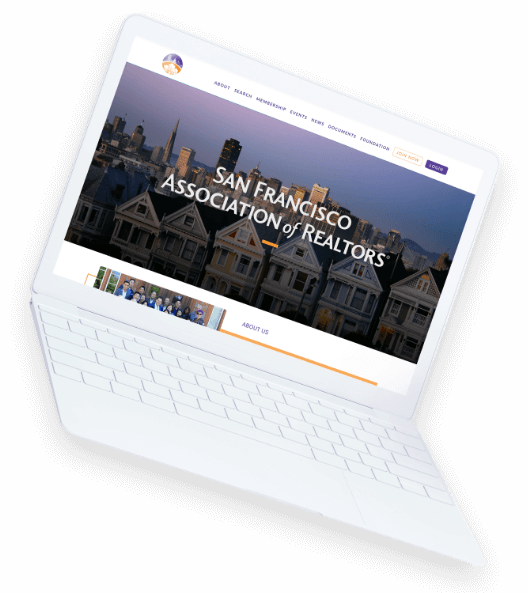 ABOUT SEARCH MEMBERSHIP EVENTS NEWS DOCUMENTS FOUNDATION JOIN NOW LOGIN
SAN FRANCISCO
ASSOCIATION of REALTORS®
ABOUT US